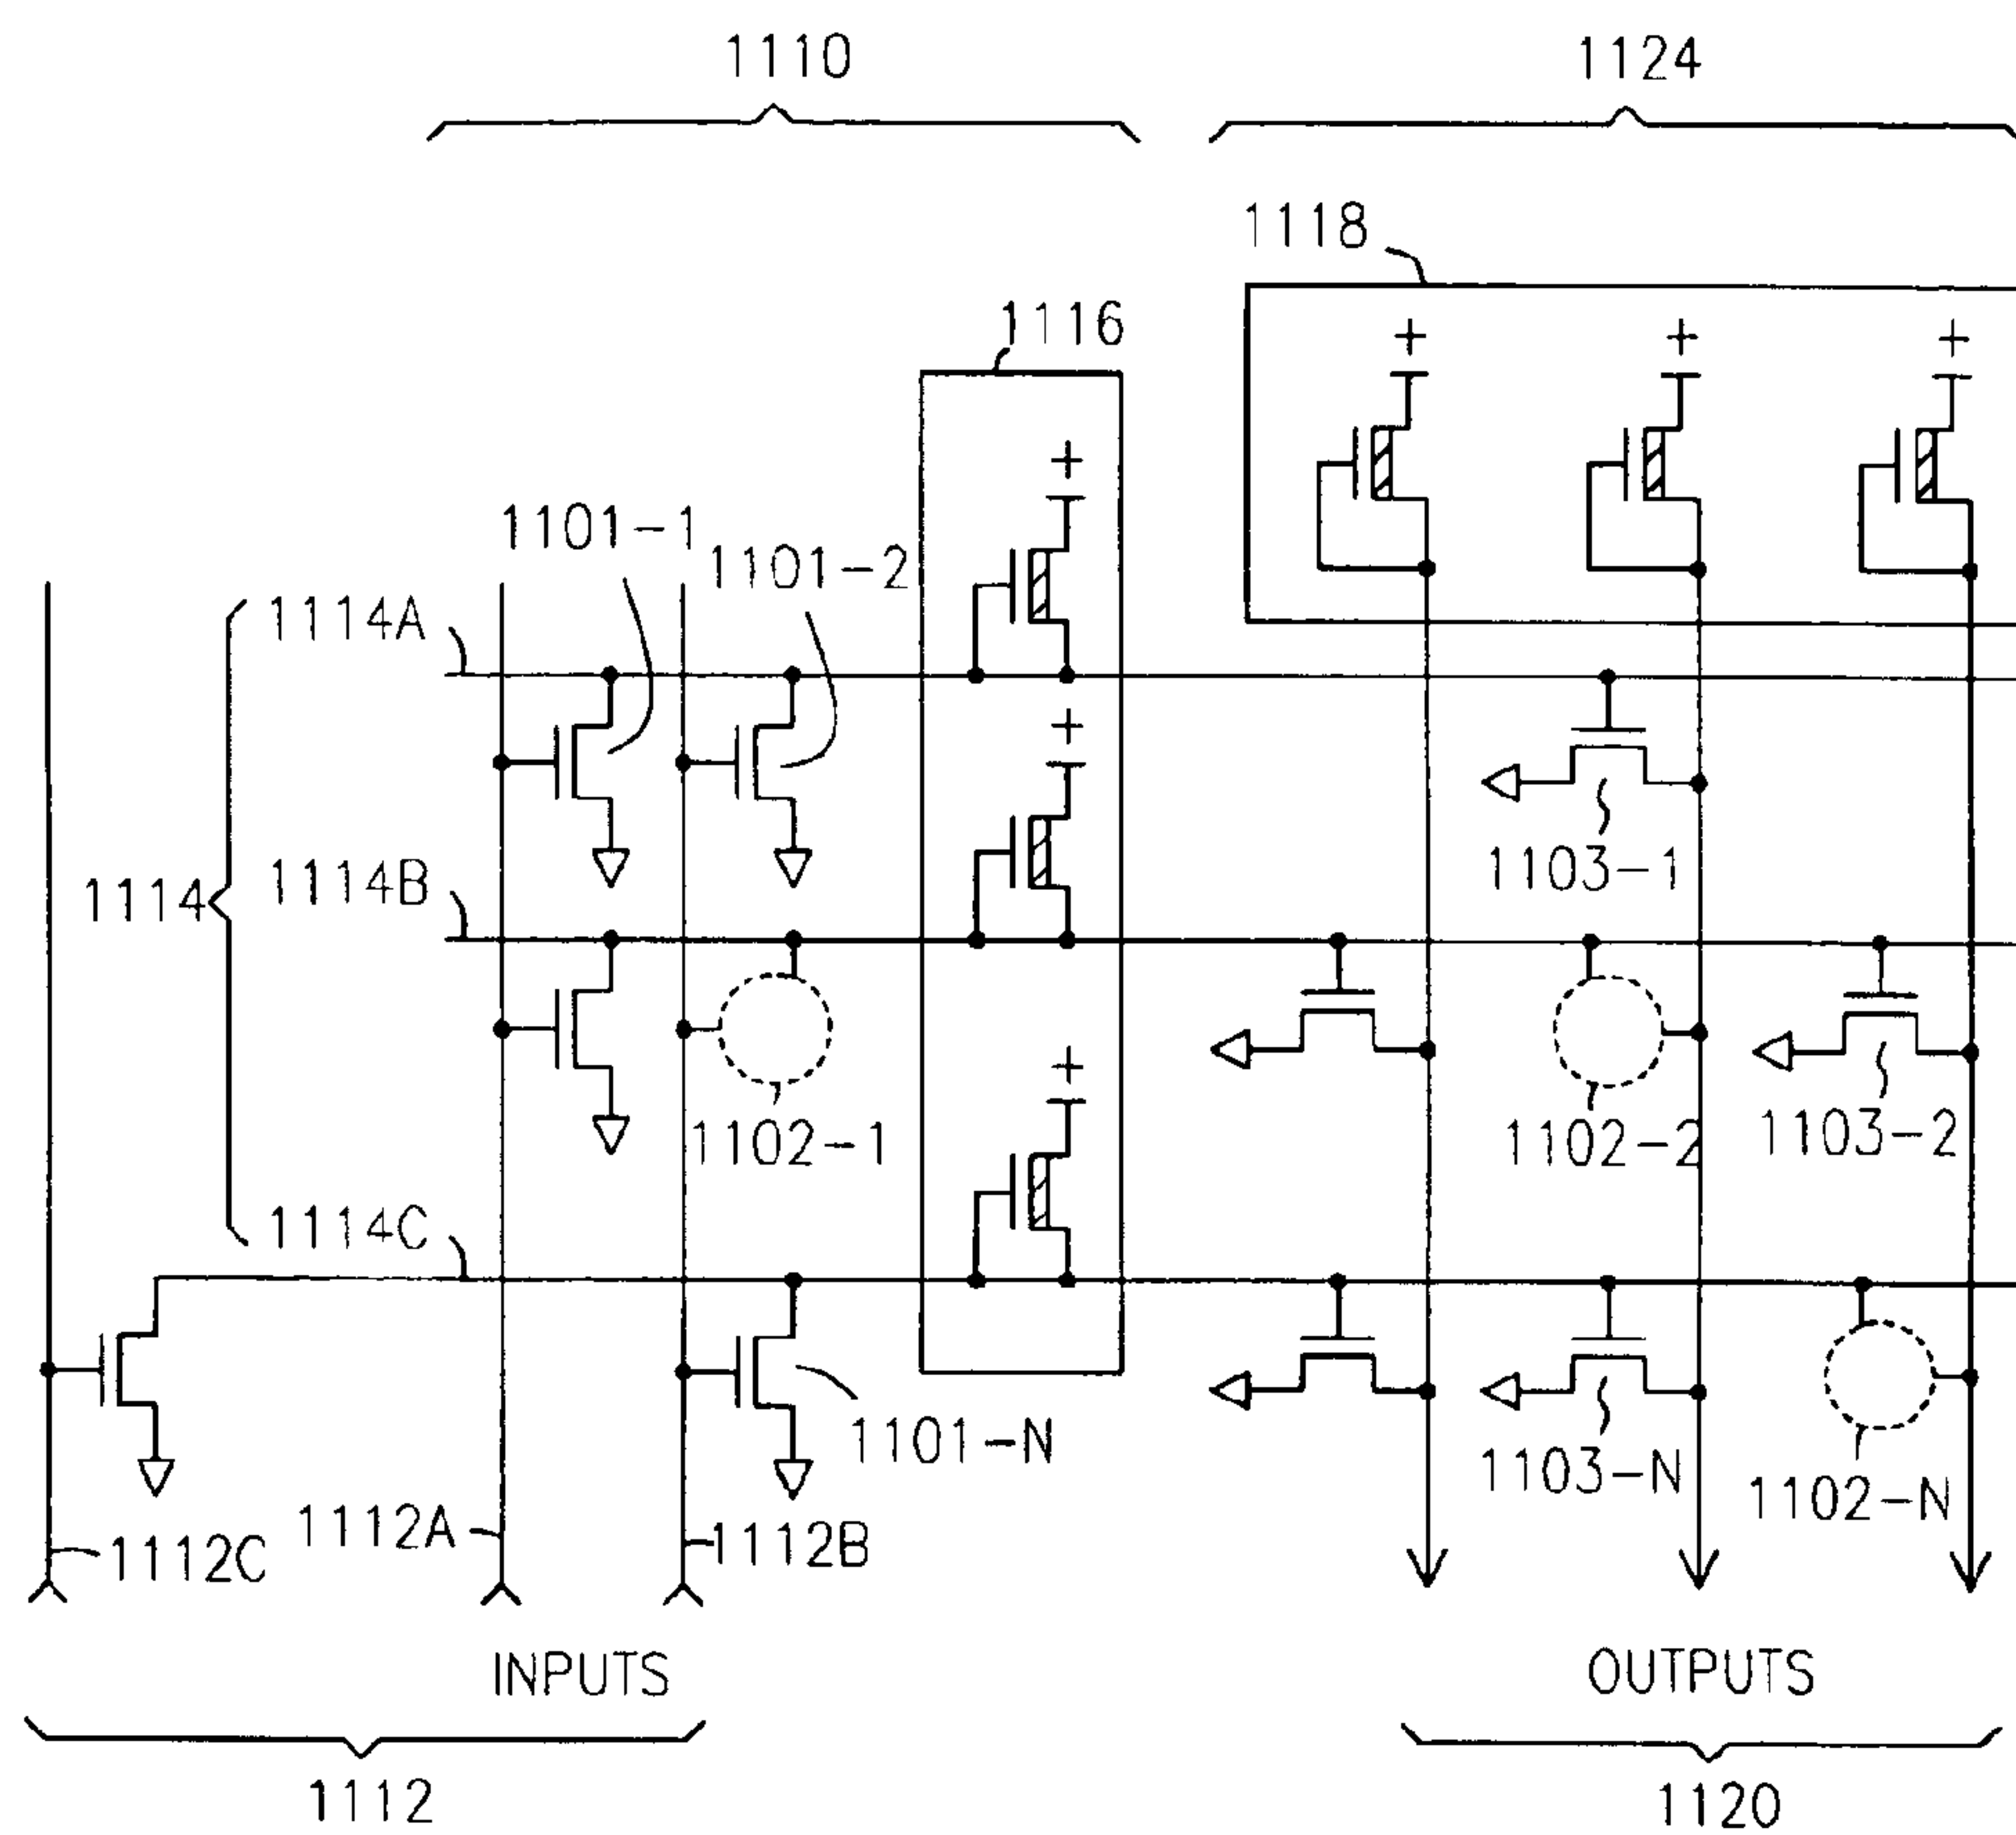 1110
1124
1118
1116
+
+
+
+
1101-1
1101-2
1114A
+
1103-1
1114B
1114
+
1102-1
1102-2
1103-2
1114C
1101-N
1103-N
1102-N
1112C
1112A
1112B
INPUTS
OUTPUTS
1112
1120